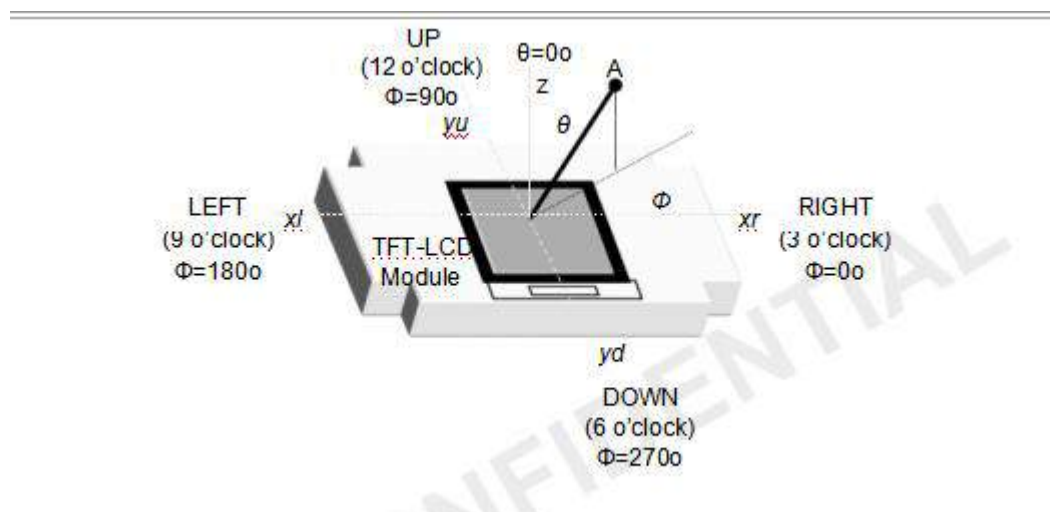 UP
(12 o'clock)
Φ=90o
yu
θ=0o
z
A
θ
LEFT
(9 o'clock)
Φ=180o
xl
TFT-LCD
Module
Φ
xr
RIGHT
(3 o'clock)
Φ=0o
yd
DOWN
(6 o'clock)
Φ=270o
NFIDENTIAL